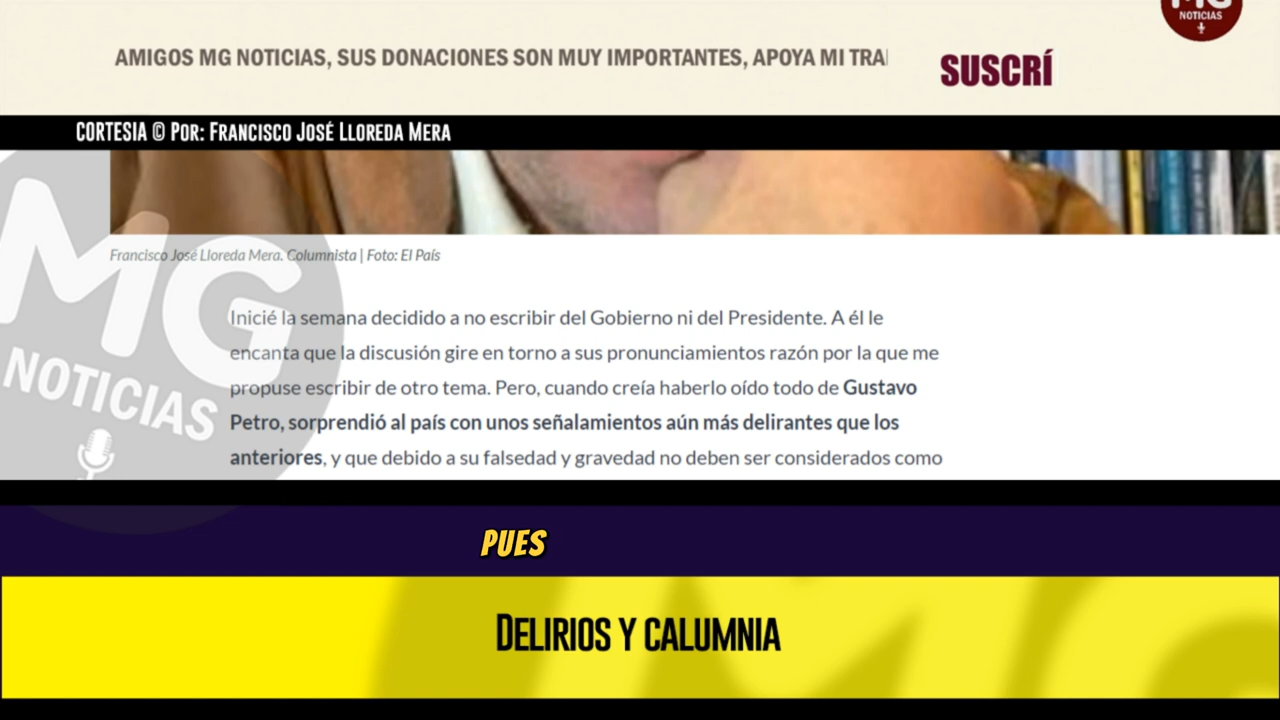 MG
NOTICIAS
AMIGOS MG NOTICIAS, SUS DONACIONES SON MUY IMPORTANTES, APOYA MI TRA
SUSCRÍ
CORTESIA © POR: FRANCISCO JOSÉ LLOREDA MERA
Francisco José Lloreda Mera. Columnista | Foto: El País
Inicié la semana decidido a no escribir del Gobierno ni del Presidente. A él le
encanta que la discusión gire en torno a sus pronunciamientos razón por la que me
propuse escribir de otro tema. Pero, cuando creía haberlo oído todo de Gustavo
Petro, sorprendió al país con unos señalamientos aún más delirantes que los
anteriores, y que debido a su falsedad y gravedad no deben ser considerados como
MG
NOTICIAS
PUES
DELIRIOS Y CALUMNIA